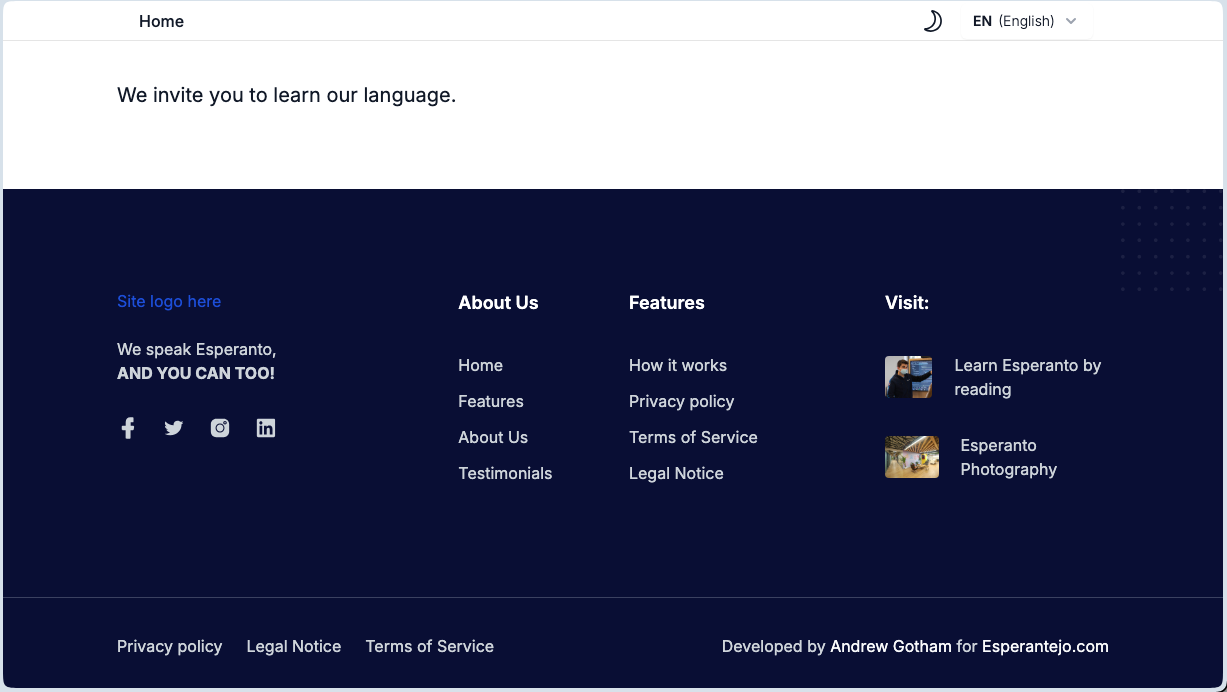 Home
EN (English)
We invite you to learn our language.
Site logo here
We speak Esperanto,
AND YOU CAN TOO!
About Us
Home
Features
About Us
Testimonials
Features
How it works
Privacy policy
Terms of Service
Legal Notice
Visit:
Learn Esperanto by
reading
Esperanto
Photography
Privacy policy Legal Notice Terms of Service
Developed by Andrew Gotham for Esperantejo.com